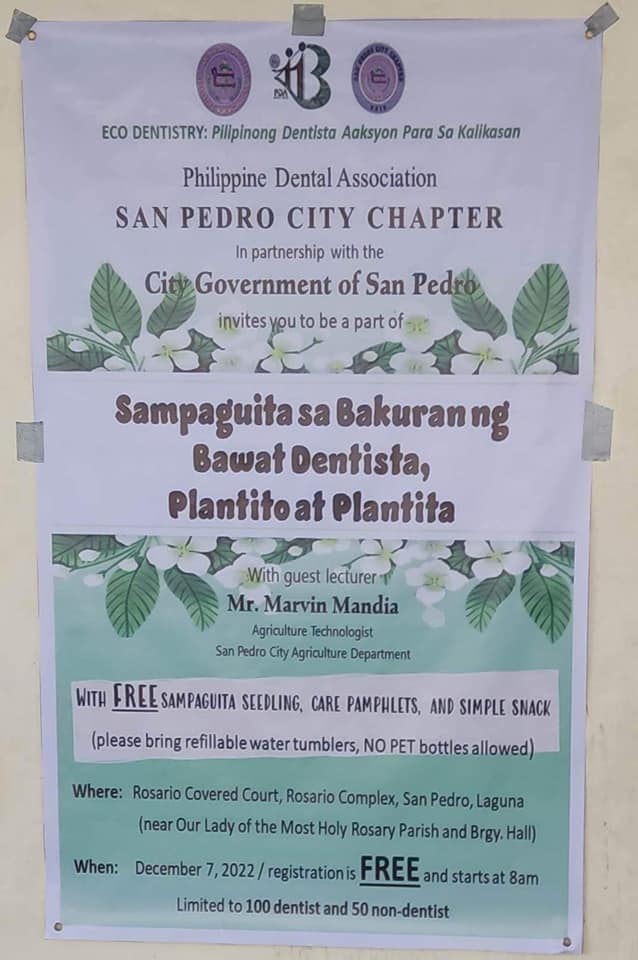 ECO DENTISTRY: Pilipinong Dentista Aaksyon Para Sa Kalikasan
Philippine Dental Association
SAN PEDRO CITY CHAPTER
In partnership with the
City Government of San Pedro
invites you to be a part of
Sampaguita sa Bakuran ng
Bawat Dentista,
Plantito at Plantita
With guest lecturer
Mr. Marvin Mandia
Agriculture Technologist
San Pedro City Agriculture Department
WITH FREE SAMPAGUITA SEEDLING, CARE PAMPHLETS, AND SIMPLE SNACK
(please bring refillable water tumblers, NO PET bottles allowed)
Where: Rosario Covered Court, Rosario Complex, San Pedro, Laguna
(near Our Lady of the Most Holy Rosary Parish and Brgy. Hall)
When: December 7, 2022 / registration is FREE and starts at 8am
Limited to 100 dentist and 50 non-dentist